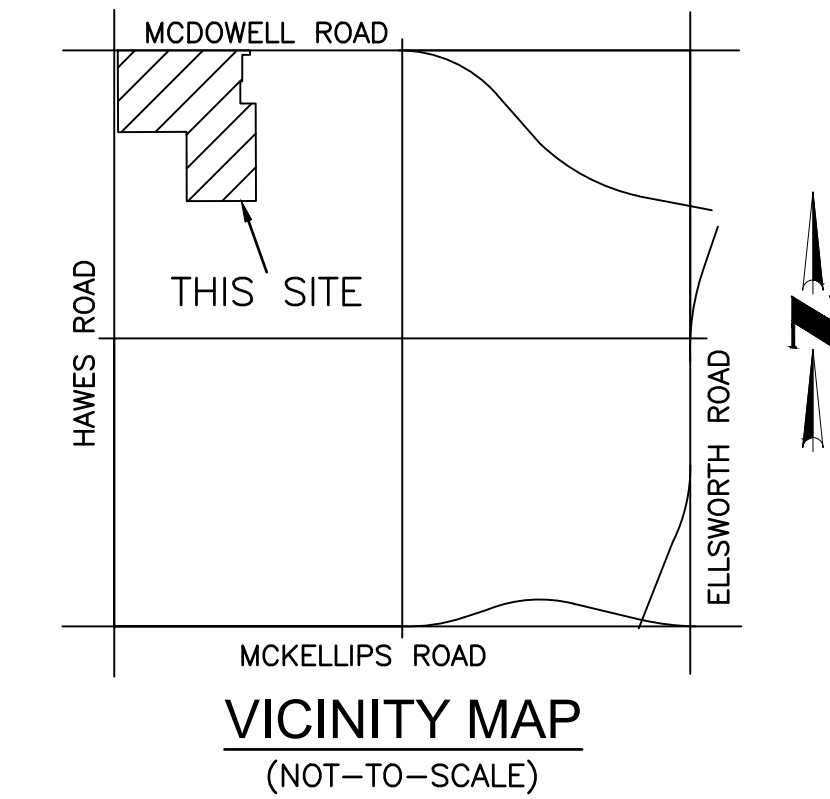 MCDOWELL ROAD
THIS SITE
HAWES ROAD
ELLSWORTH ROAD
N
MCKELLIPS ROAD
VICINITY MAP
(NOT-TO-SCALE)